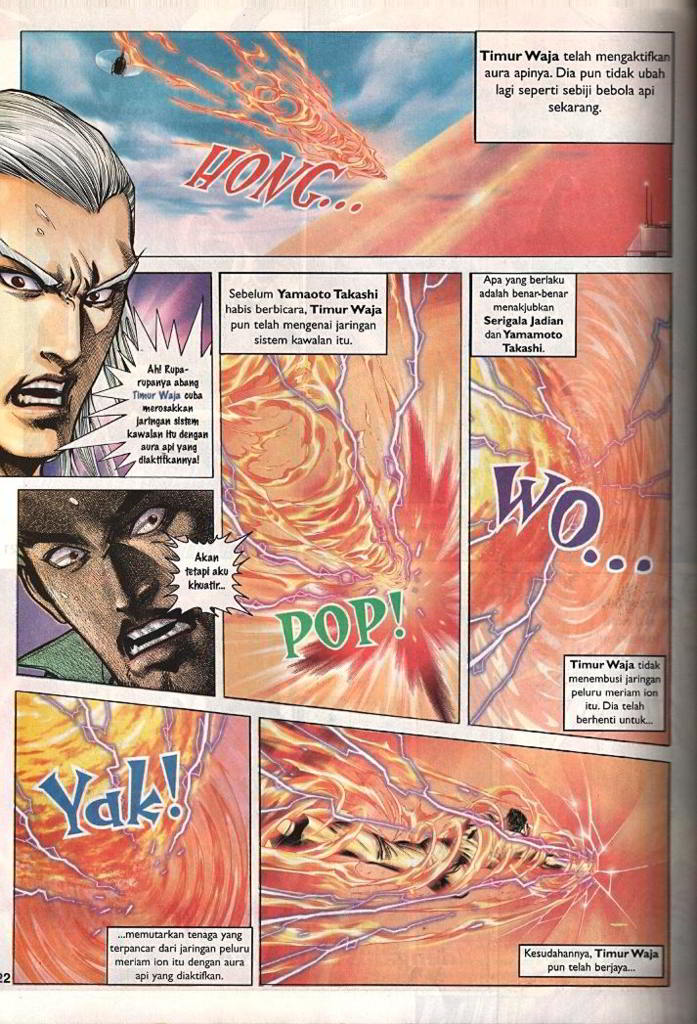 Timur Waja telah mengaktifkan
aura apinya. Dia pun tidak ubah
lagi seperti sebiji bebola api
sekarang.
HONG...
Ah! Rupa-
rupanya abang
Timur Waja cuba
merosakkan
jaringan sistem
kawalan itu dengan
aura api yang
diaktifkannya!
Sebelum Yamaoto Takashi
habis berbicara, Timur Waja
pun telah mengenai jaringan
sistem kawalan itu.
Apa yang berlaku
adalah benar-benar
menakjubkan
Serigala Jadian
dan Yamamoto
Takashi.
Akan
tetapi aku
khuatir...
POP!
WO...
Timur Waja tidak
menembusi jaringan
peluru meriam ion
itu. Dia telah
berhenti untuk...
Yak!
...memutarkan tenaga yang
terpancar dari jaringan peluru
meriam ion itu dengan aura
api yang diaktifkan.
Kesudahannya, Timur Waja
pun telah berjaya...
22